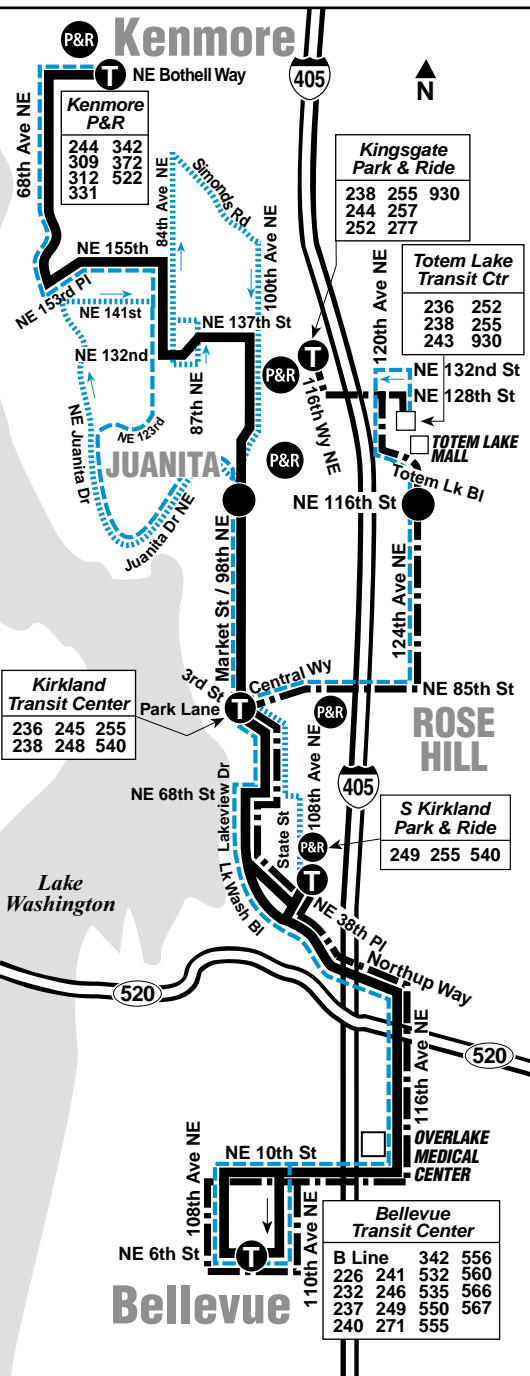 P&R
Kenmore
T
NE Bothell Way
405
N
68th Ave NE
Kenmore
P&R
244 342
309 372
312 522
331
Kingsgate
Park & Ride
238 255 930
244 257
252 277
84th Ave NE
Simonds Rd
100th Ave NE
NE 155th
NE 153rd Pl
NE 141st
NE 137th St
NE 132nd
87th NE
NE 123rd
NE Juanita Dr
Juanita Dr NE
JUANITA
Totem Lake
Transit Ctr
236 252
238 255
243 930
120th Ave NE
NE 132nd St
NE 128th St
P&R
T
116th Wy NE
P&R
TOTEM LAKE
MALL
Totem Lk Bl
NE 116th St
Market St / 98th NE
124th Ave NE
Kirkland
Transit Center
236 245 255
238 248 540
3rd St
Park Lane
T
Central Wy
NE 85th St
P&R
ROSE
HILL
NE 68th St
Lakeview Dr
State St
108th Ave NE
405
S Kirkland
Park & Ride
249 255 540
P&R
T
Lake
Washington
Lk Wash Bl
NE 38th Pl
Northup Way
520
520
116th Ave NE
OVERLAKE
MEDICAL
CENTER
NE 10th St
108th Ave NE
110th Ave NE
NE 6th St
T
Bellevue
Bellevue
Transit Center
B Line 342 556
226 241 532 560
232 246 535 566
237 249 550 567
240 271 555